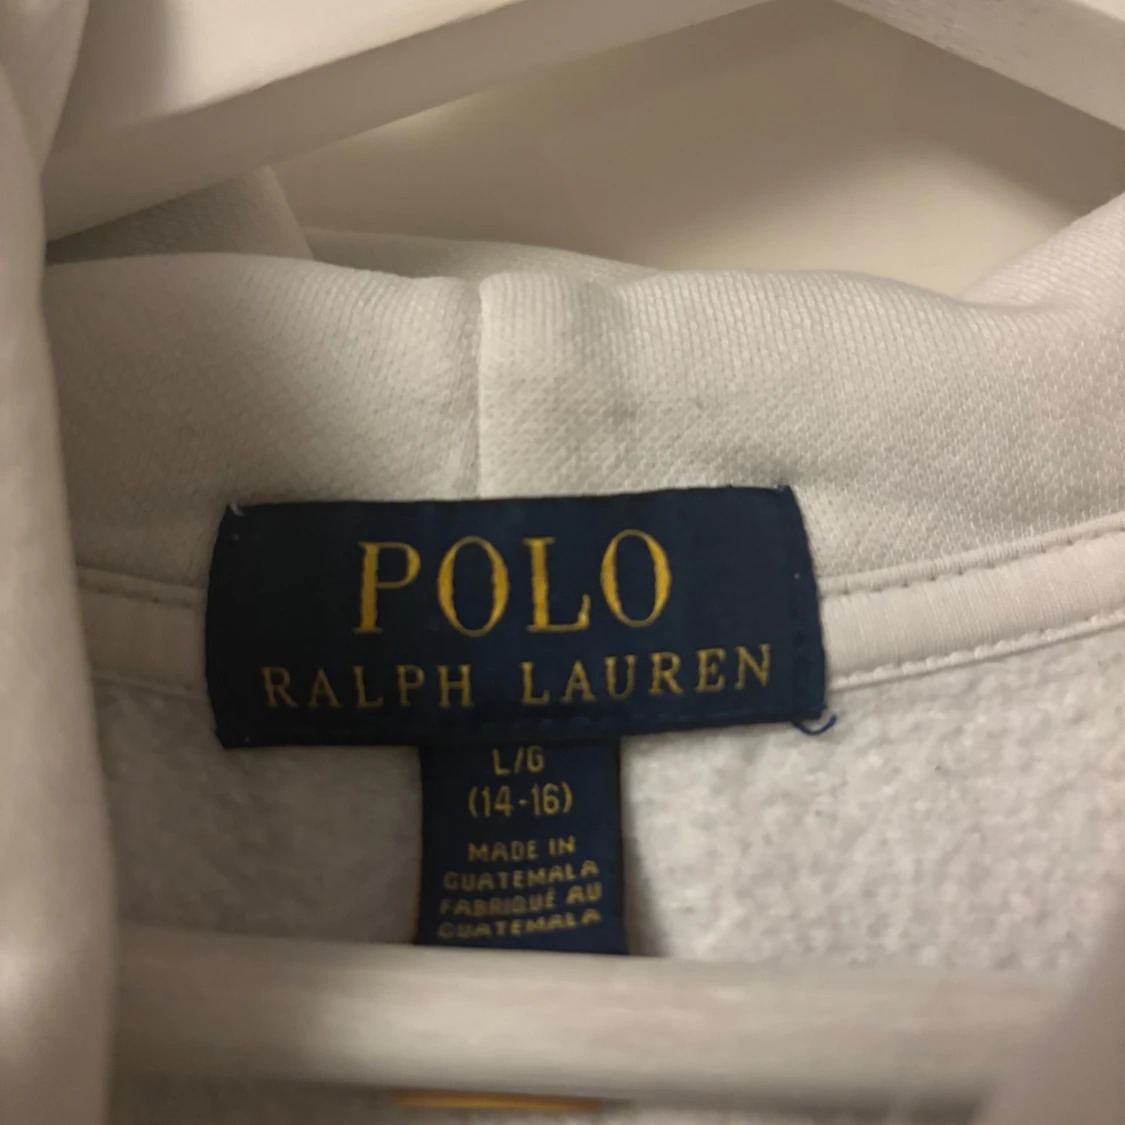 POLO
RALPH LAUREN
L/G
(14-16)
MADE IN
GUATEMALA
FABRIQUÉ AU
GUATEMALA